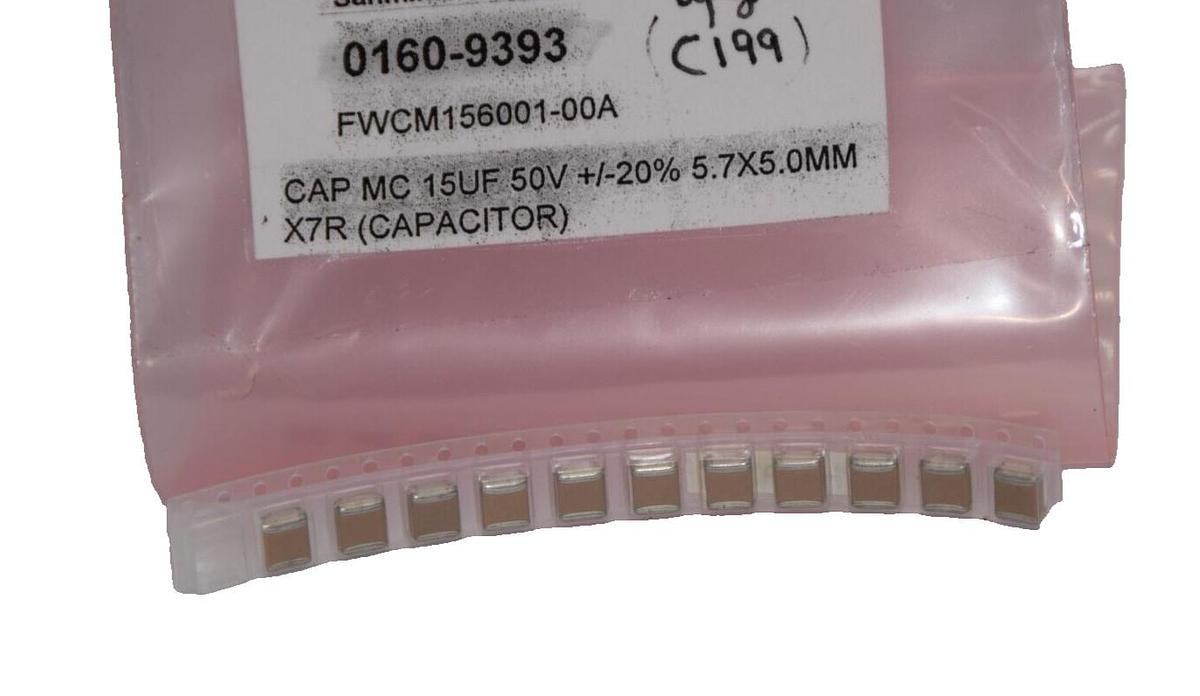 0160-9393
(C199)
FWCM156001-00A
CAP MC 15UF 50V +/-20% 5.7X5.0MM
X7R (CAPACITOR)